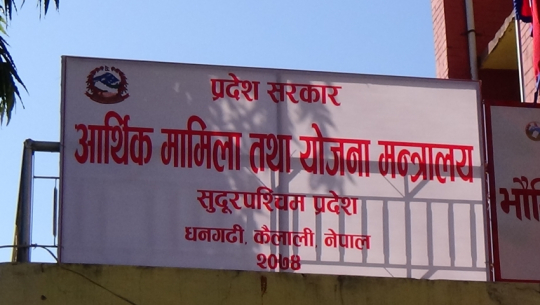 प्रदेश सरकार
आर्थिक मामिला तथा योजना मन्त्रालय
सुदूरपश्चिम प्रदेश
धनगढी, कैलाली, नेपाल
२०७४